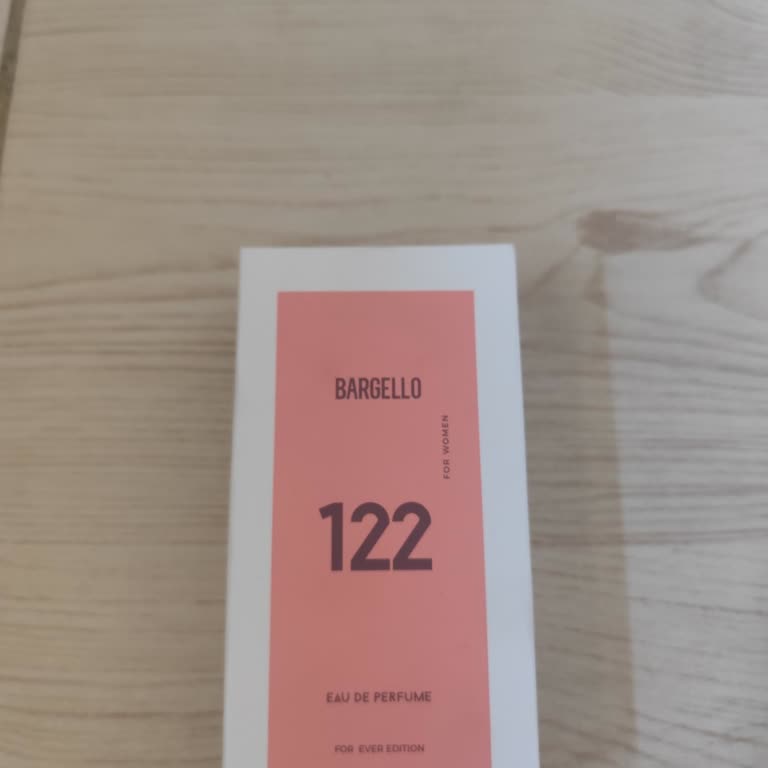 BARGELLO
FOR WOMEN
122
EAU DE PERFUME
FOR EVER EDITION